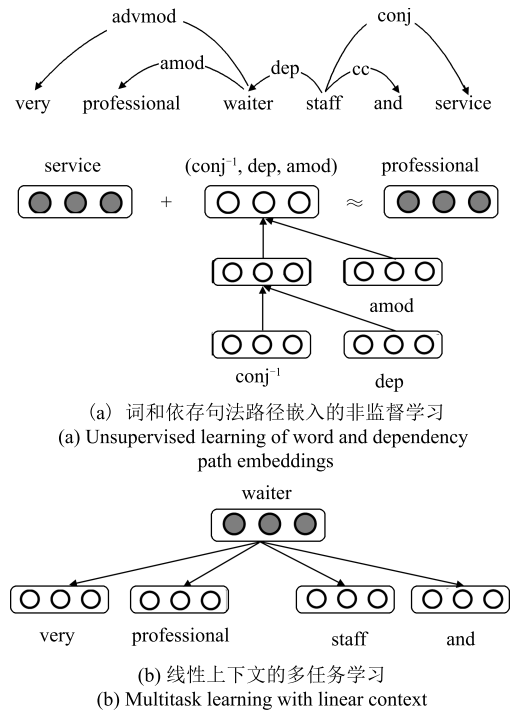 advmod conj
amod dep cc
very professional waiter staff and service
service (conj⁻¹, dep, amod) professional
+ ≈
amod
conj⁻¹ dep
(a) 词和依存句法路径嵌入的非监督学习
(a) Unsupervised learning of word and dependency
path embeddings
waiter
very professional staff and
(b) 线性上下文的多任务学习
(b) Multitask learning with linear context